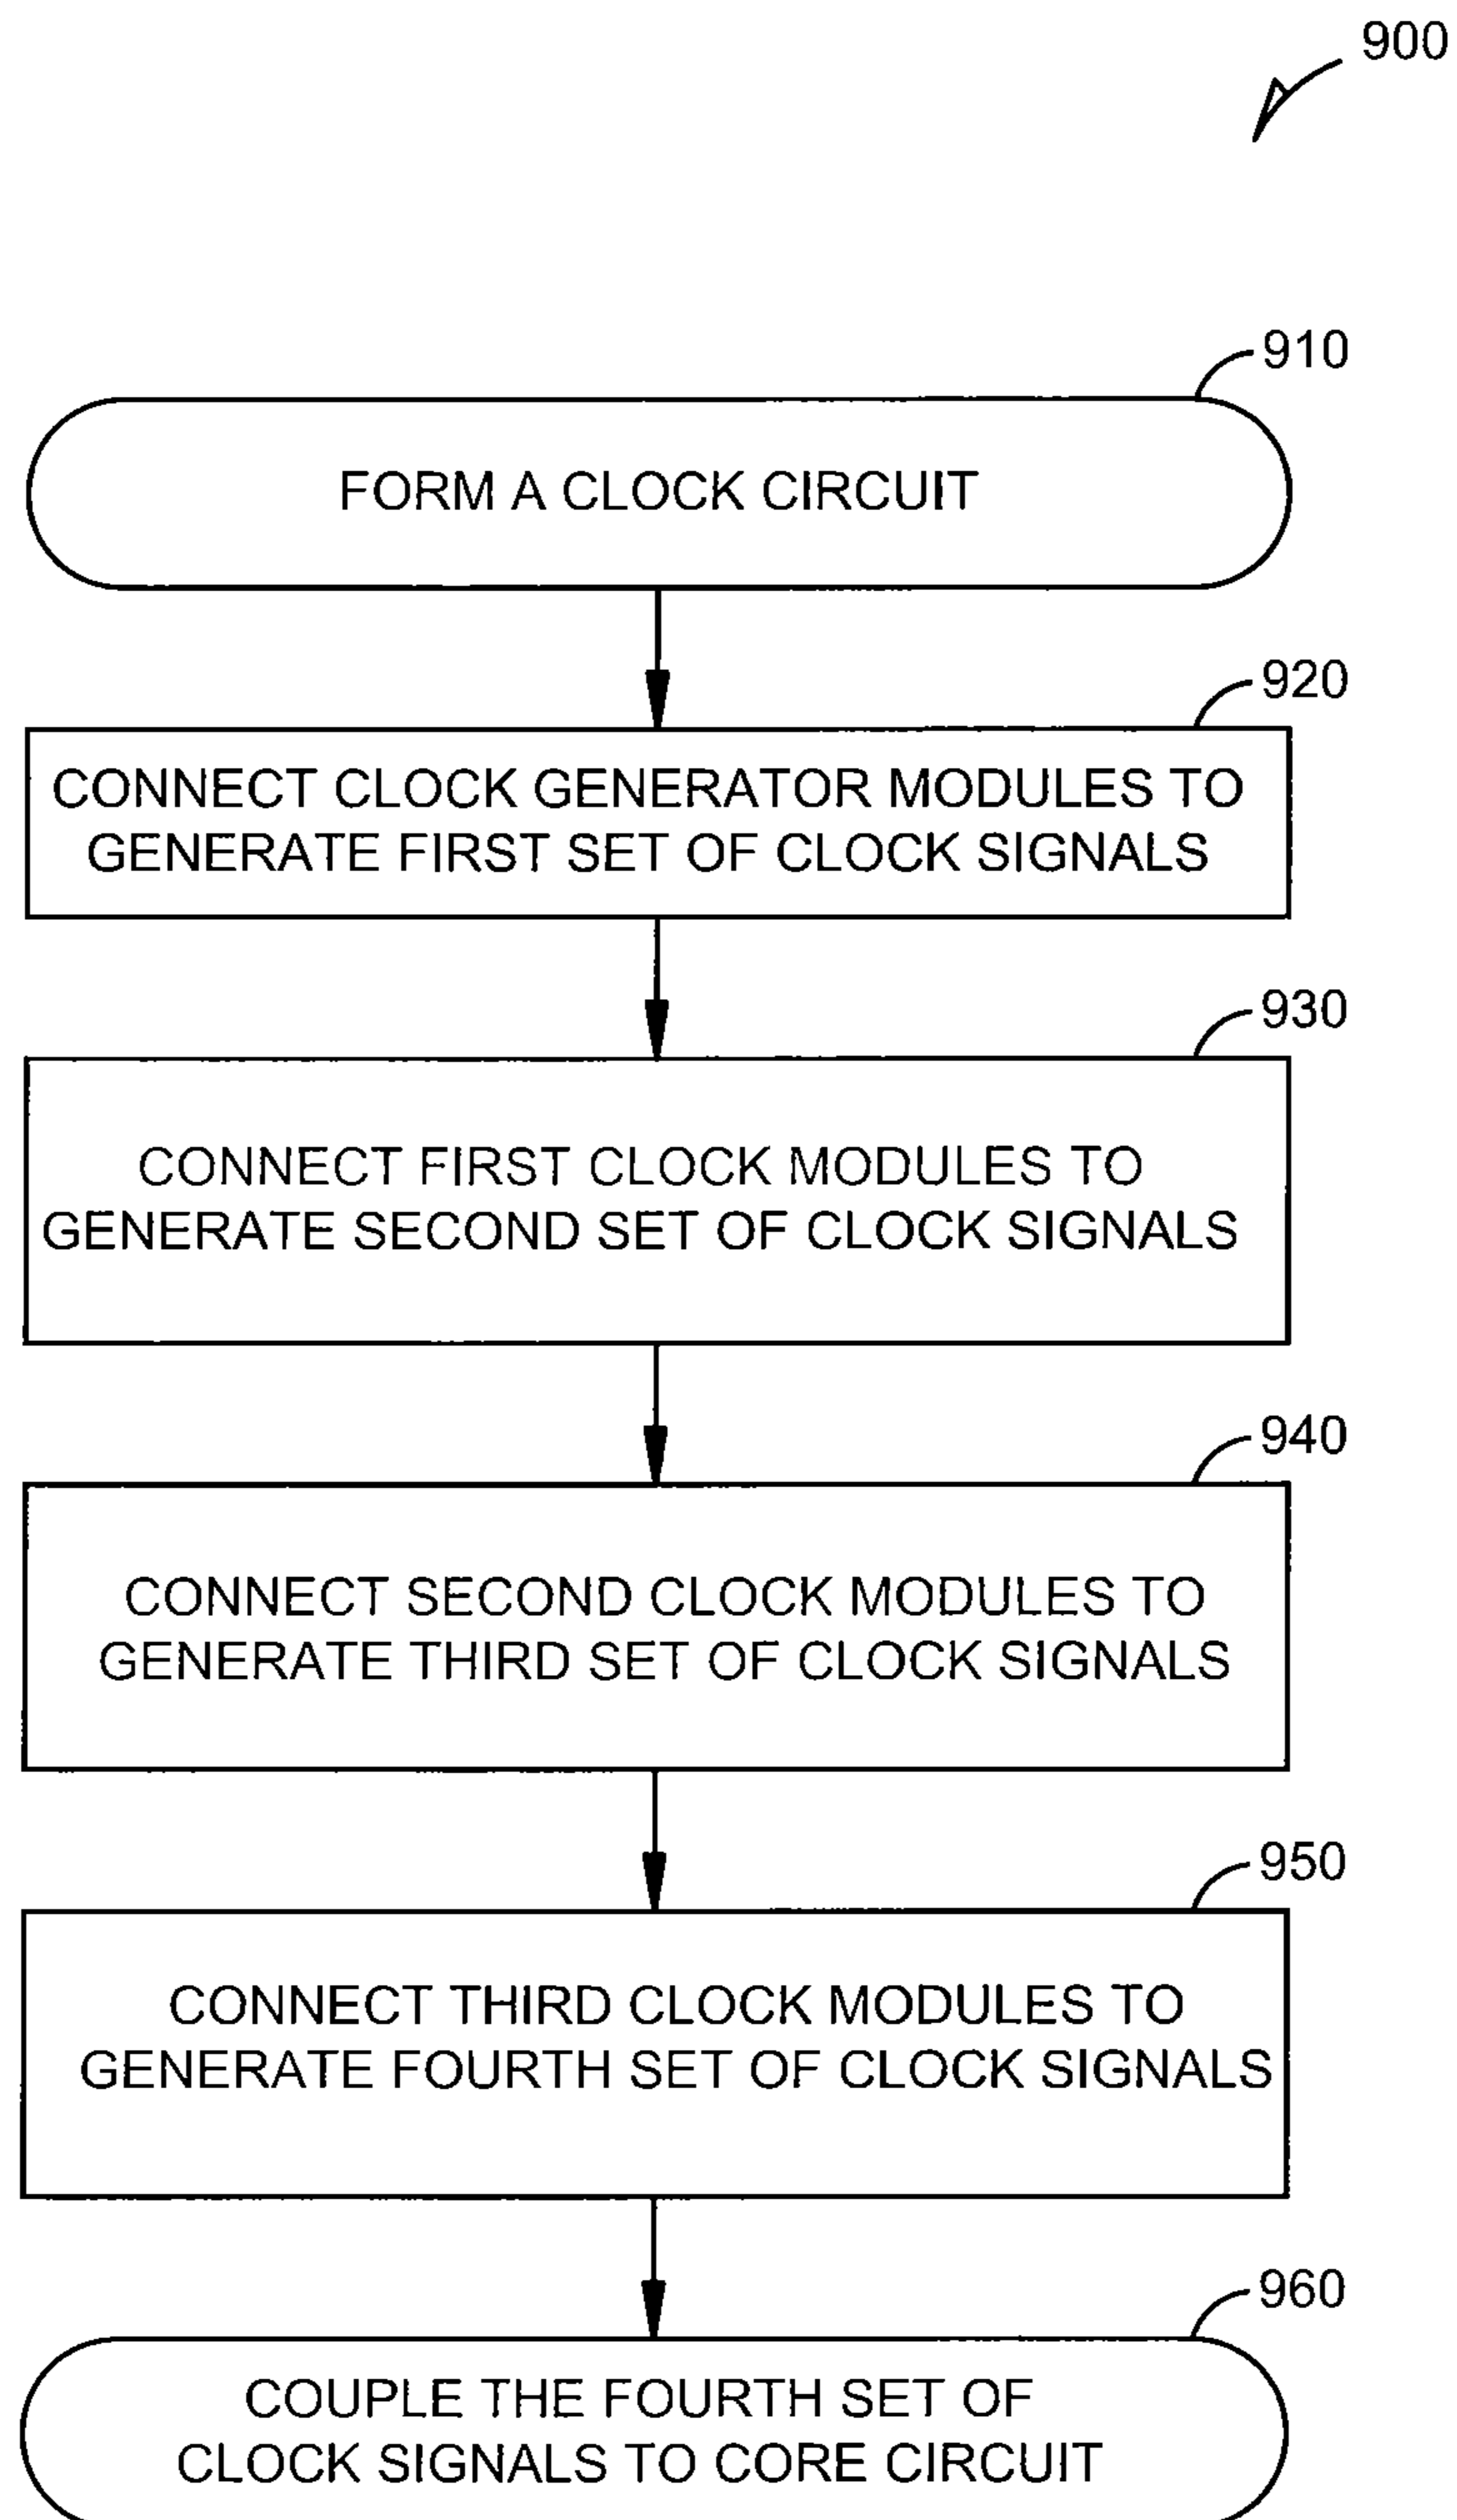 900
910
FORM A CLOCK CIRCUIT
920
CONNECT CLOCK GENERATOR MODULES TO
GENERATE FIRST SET OF CLOCK SIGNALS
930
CONNECT FIRST CLOCK MODULES TO
GENERATE SECOND SET OF CLOCK SIGNALS
940
CONNECT SECOND CLOCK MODULES TO
GENERATE THIRD SET OF CLOCK SIGNALS
950
CONNECT THIRD CLOCK MODULES TO
GENERATE FOURTH SET OF CLOCK SIGNALS
960
COUPLE THE FOURTH SET OF
CLOCK SIGNALS TO CORE CIRCUIT